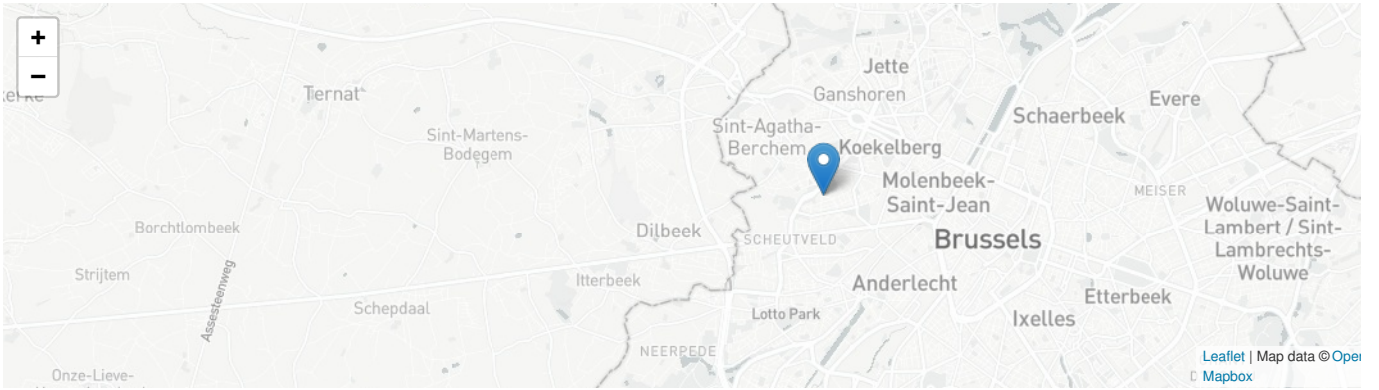 +
−
Jette
Ganshoren
Ternat
Evere
Schaerbeek
Sint-Martens-
Bodegem
Sint-Agatha-
Berchem
Koekelberg
Molenbeek-
Saint-Jean
MEISER
Woluwe-Saint-
Lambert / Sint-
Lambrechts-
Woluwe
Borchtlombeek
Dilbeek
SCHEUTVELD
Brussels
Strijtem
Assesteenweg
Itterbeek
Anderlecht
Etterbeek
Schepdaal
Lotto Park
Ixelles
NEERPEDE
Onze-Lieve-
Leaflet | Map data © Open
Mapbox